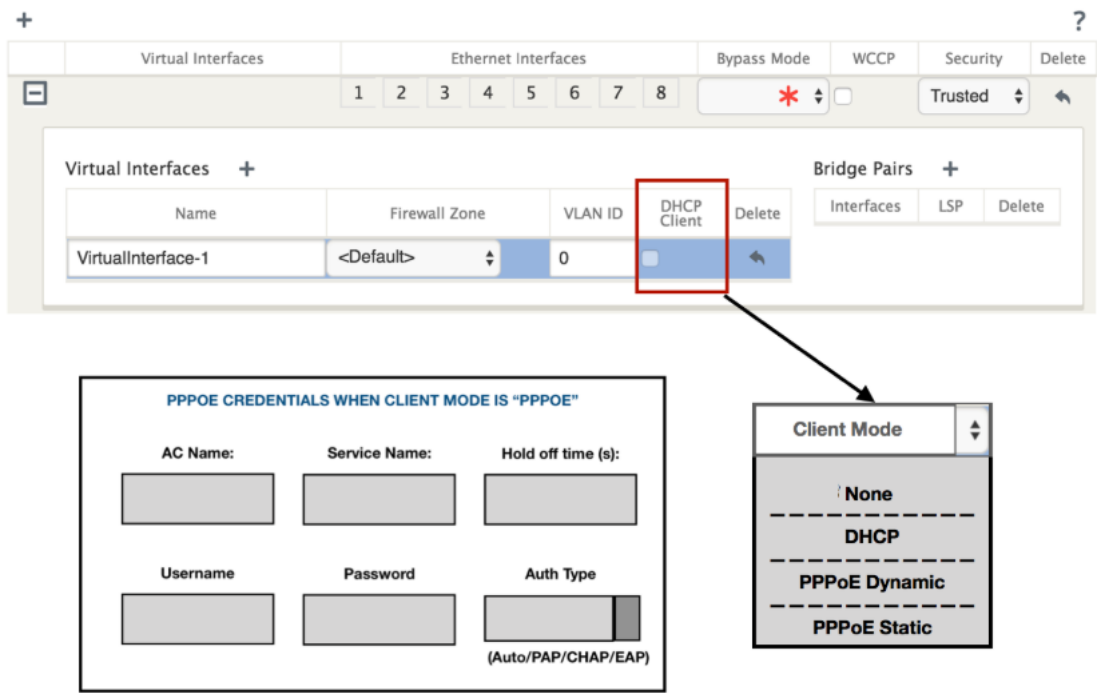 + ?
Virtual Interfaces Ethernet Interfaces Bypass Mode WCCP Security Delete
1 2 3 4 5 6 7 8 * Trusted
Virtual Interfaces + Bridge Pairs +
Name Firewall Zone VLAN ID DHCP Client Delete Interfaces LSP Delete
VirtualInterface-1 <Default> 0
PPPOE CREDENTIALS WHEN CLIENT MODE IS “PPPOE”
AC Name: Service Name: Hold off time (s):
Username Password Auth Type
(Auto/PAP/CHAP/EAP)
Client Mode
None
DHCP
PPPoE Dynamic
PPPoE Static